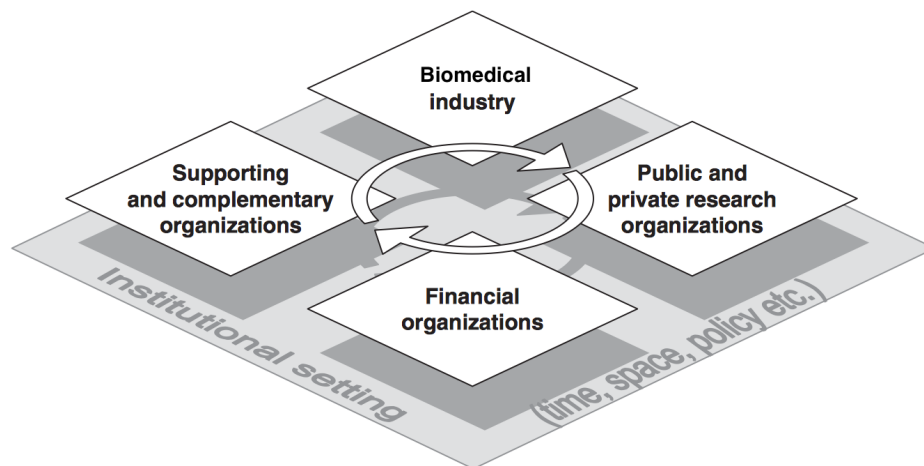 Biomedical
industry
Supporting
and complementary
organizations
Public and
private research
organizations
Financial
organizations
Institutional setting
(time, space, policy etc.)